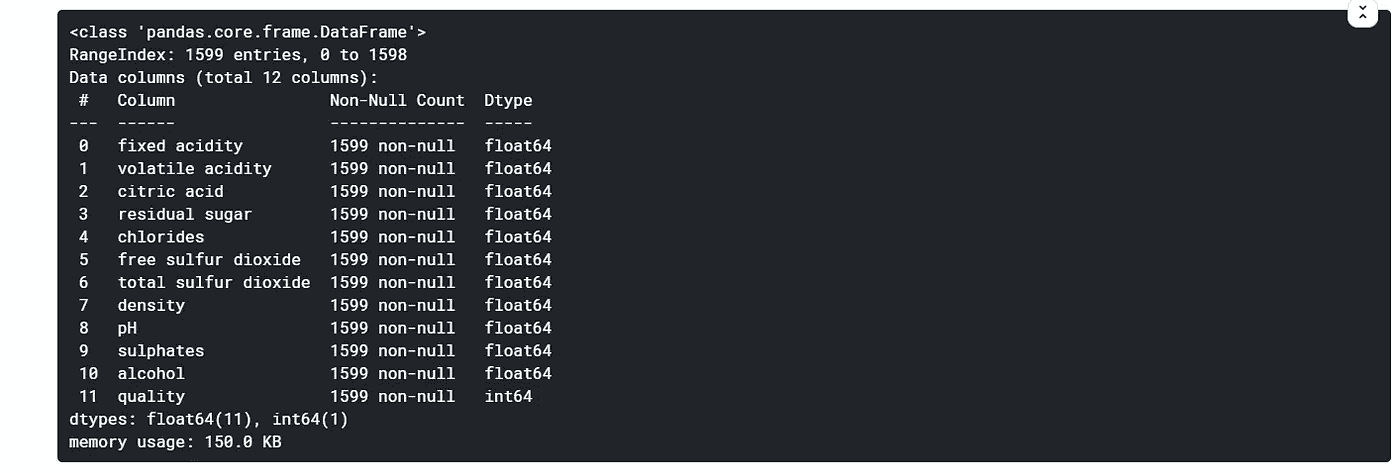 <class 'pandas.core.frame.DataFrame'>
RangeIndex: 1599 entries, 0 to 1598
Data columns (total 12 columns):
 #   Column                Non-Null Count  Dtype
---  ------                --------------  -----
 0   fixed acidity         1599 non-null   float64
 1   volatile acidity      1599 non-null   float64
 2   citric acid           1599 non-null   float64
 3   residual sugar        1599 non-null   float64
 4   chlorides             1599 non-null   float64
 5   free sulfur dioxide   1599 non-null   float64
 6   total sulfur dioxide  1599 non-null   float64
 7   density               1599 non-null   float64
 8   pH                    1599 non-null   float64
 9   sulphates             1599 non-null   float64
 10  alcohol               1599 non-null   float64
 11  quality               1599 non-null   int64
dtypes: float64(11), int64(1)
memory usage: 150.0 KB